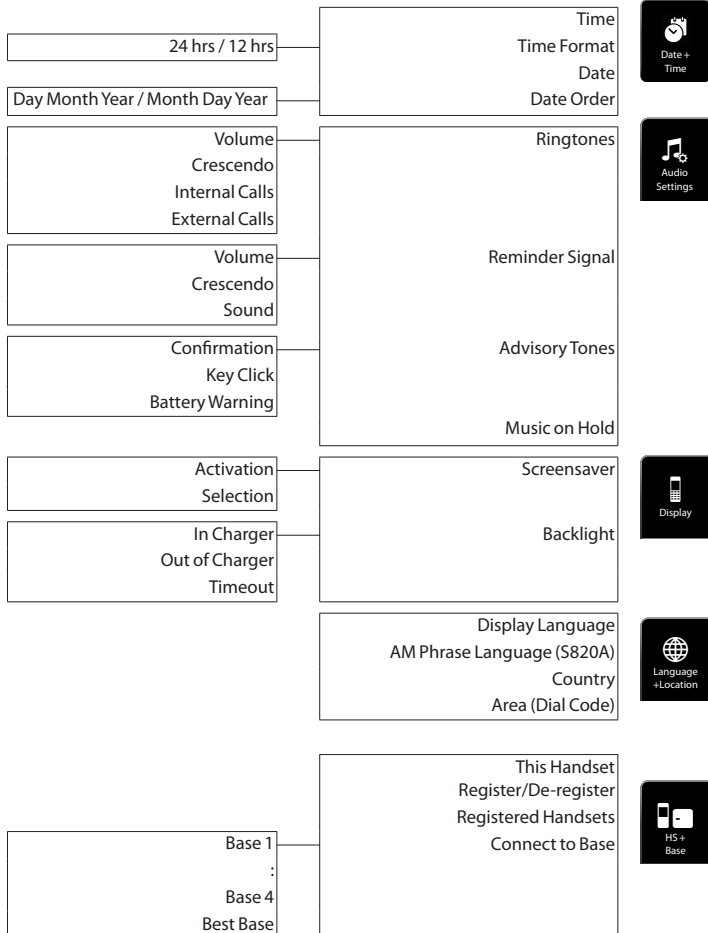 Date +
Time
Time
24 hrs / 12 hrs
Time Format
Date
Day Month Year / Month Day Year
Date Order
Audio
Settings
Volume
Ringtones
Crescendo
Internal Calls
External Calls
Volume
Reminder Signal
Crescendo
Sound
Confirmation
Advisory Tones
Key Click
Battery Warning
Music on Hold
Display
Activation
Screensaver
Selection
In Charger
Backlight
Out of Charger
Timeout
Language
+Location
Display Language
AM Phrase Language (S820A)
Country
Area (Dial Code)
HS +
Base
This Handset
Register/De-register
Registered Handsets
Base 1
Connect to Base
:
Base 4
Best Base